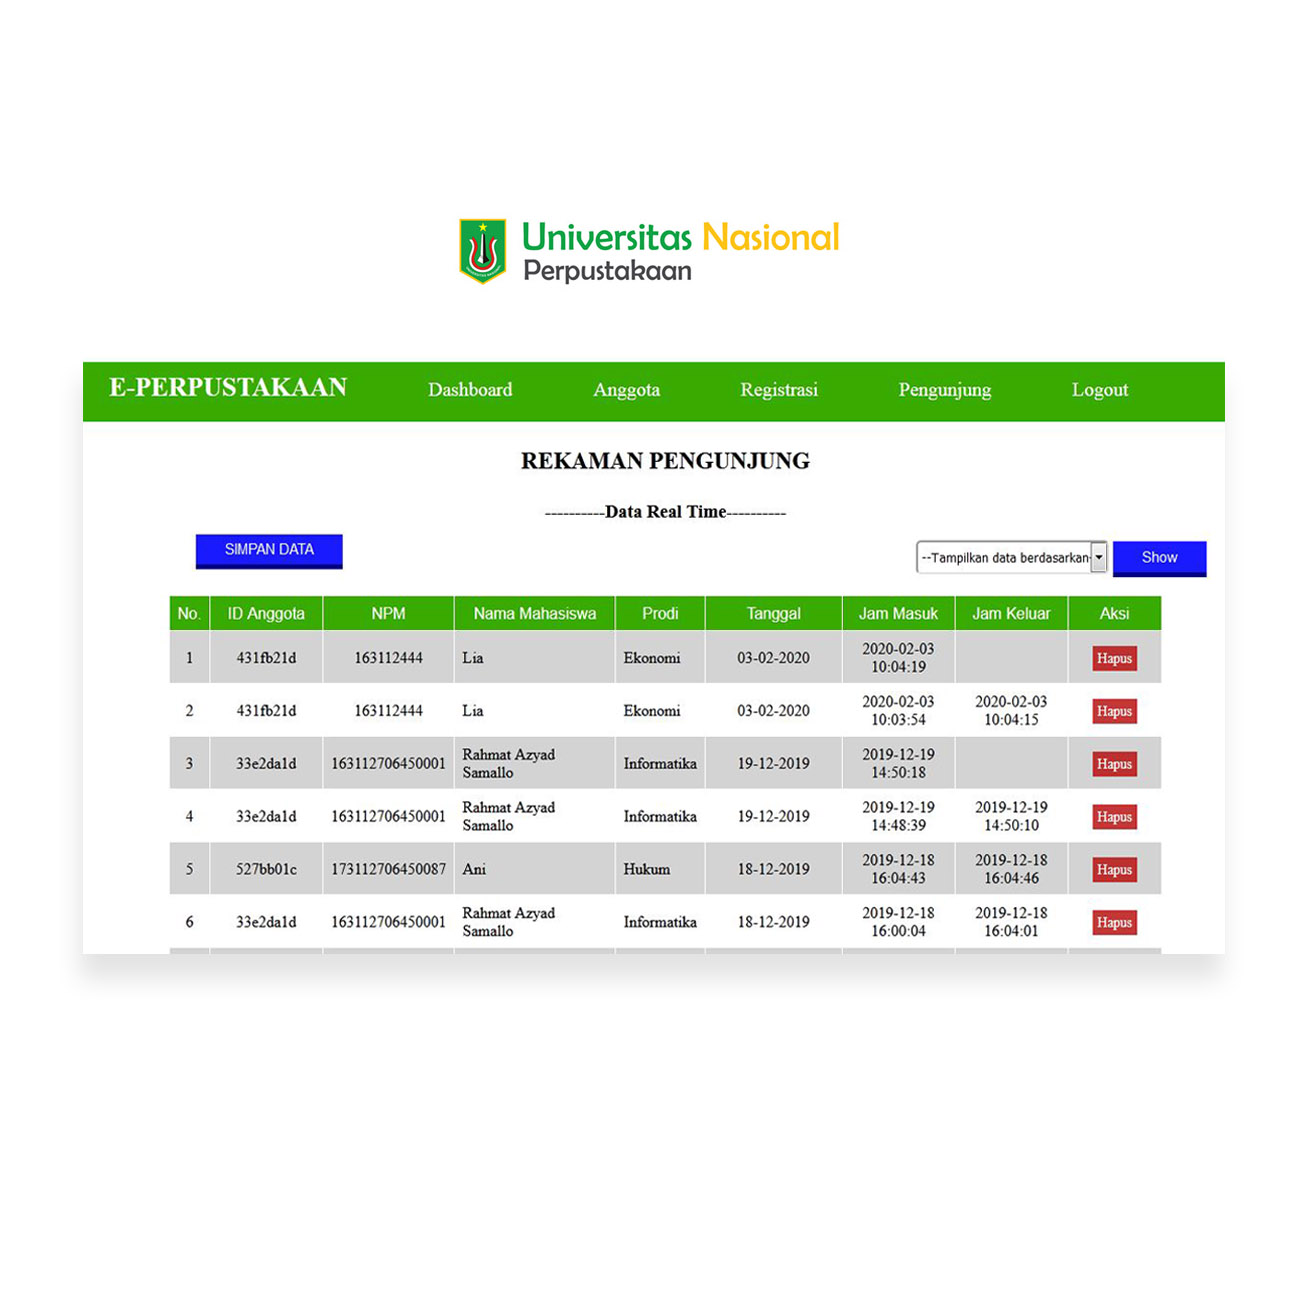 Universitas Nasional
Perpustakaan
E-PERPUSTAKAAN Dashboard Anggota Registrasi Pengunjung Logout
REKAMAN PENGUNJUNG
----------Data Real Time----------
SIMPAN DATA --Tampilkan data berdasarkan- Show
No. ID Anggota NPM Nama Mahasiswa Prodi Tanggal Jam Masuk Jam Keluar Aksi
1 431fb21d 163112444 Lia Ekonomi 03-02-2020 2020-02-03 10:04:19 Hapus
2 431fb21d 163112444 Lia Ekonomi 03-02-2020 2020-02-03 10:03:54 2020-02-03 10:04:15 Hapus
3 33e2da1d 163112706450001 Rahmat Azyad Samallo Informatika 19-12-2019 2019-12-19 14:50:18 Hapus
4 33e2da1d 163112706450001 Rahmat Azyad Samallo Informatika 19-12-2019 2019-12-19 14:48:39 2019-12-19 14:50:10 Hapus
5 527bb01c 173112706450087 Ani Hukum 18-12-2019 2019-12-18 16:04:43 2019-12-18 16:04:46 Hapus
6 33e2da1d 163112706450001 Rahmat Azyad Samallo Informatika 18-12-2019 2019-12-18 16:00:04 2019-12-18 16:04:01 Hapus